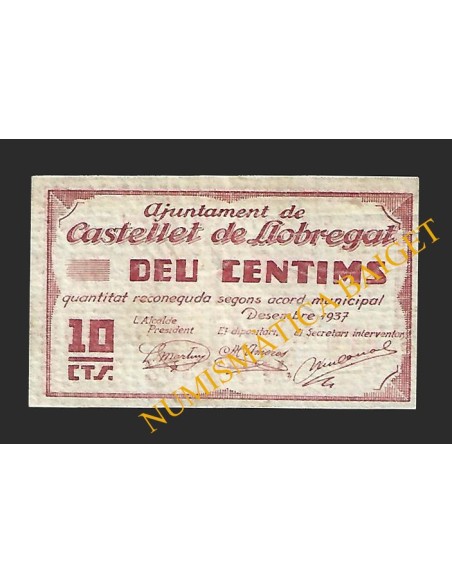 Ajuntament de
Castellet de Llobregat
DEU CENTIMS
quantitat reconeguda segons acord municipal
Desembre 1937
10
CTS.
L'Alcalde
President
El dipositari.
El Secretari interventor
NUMISMATICA BAIGET